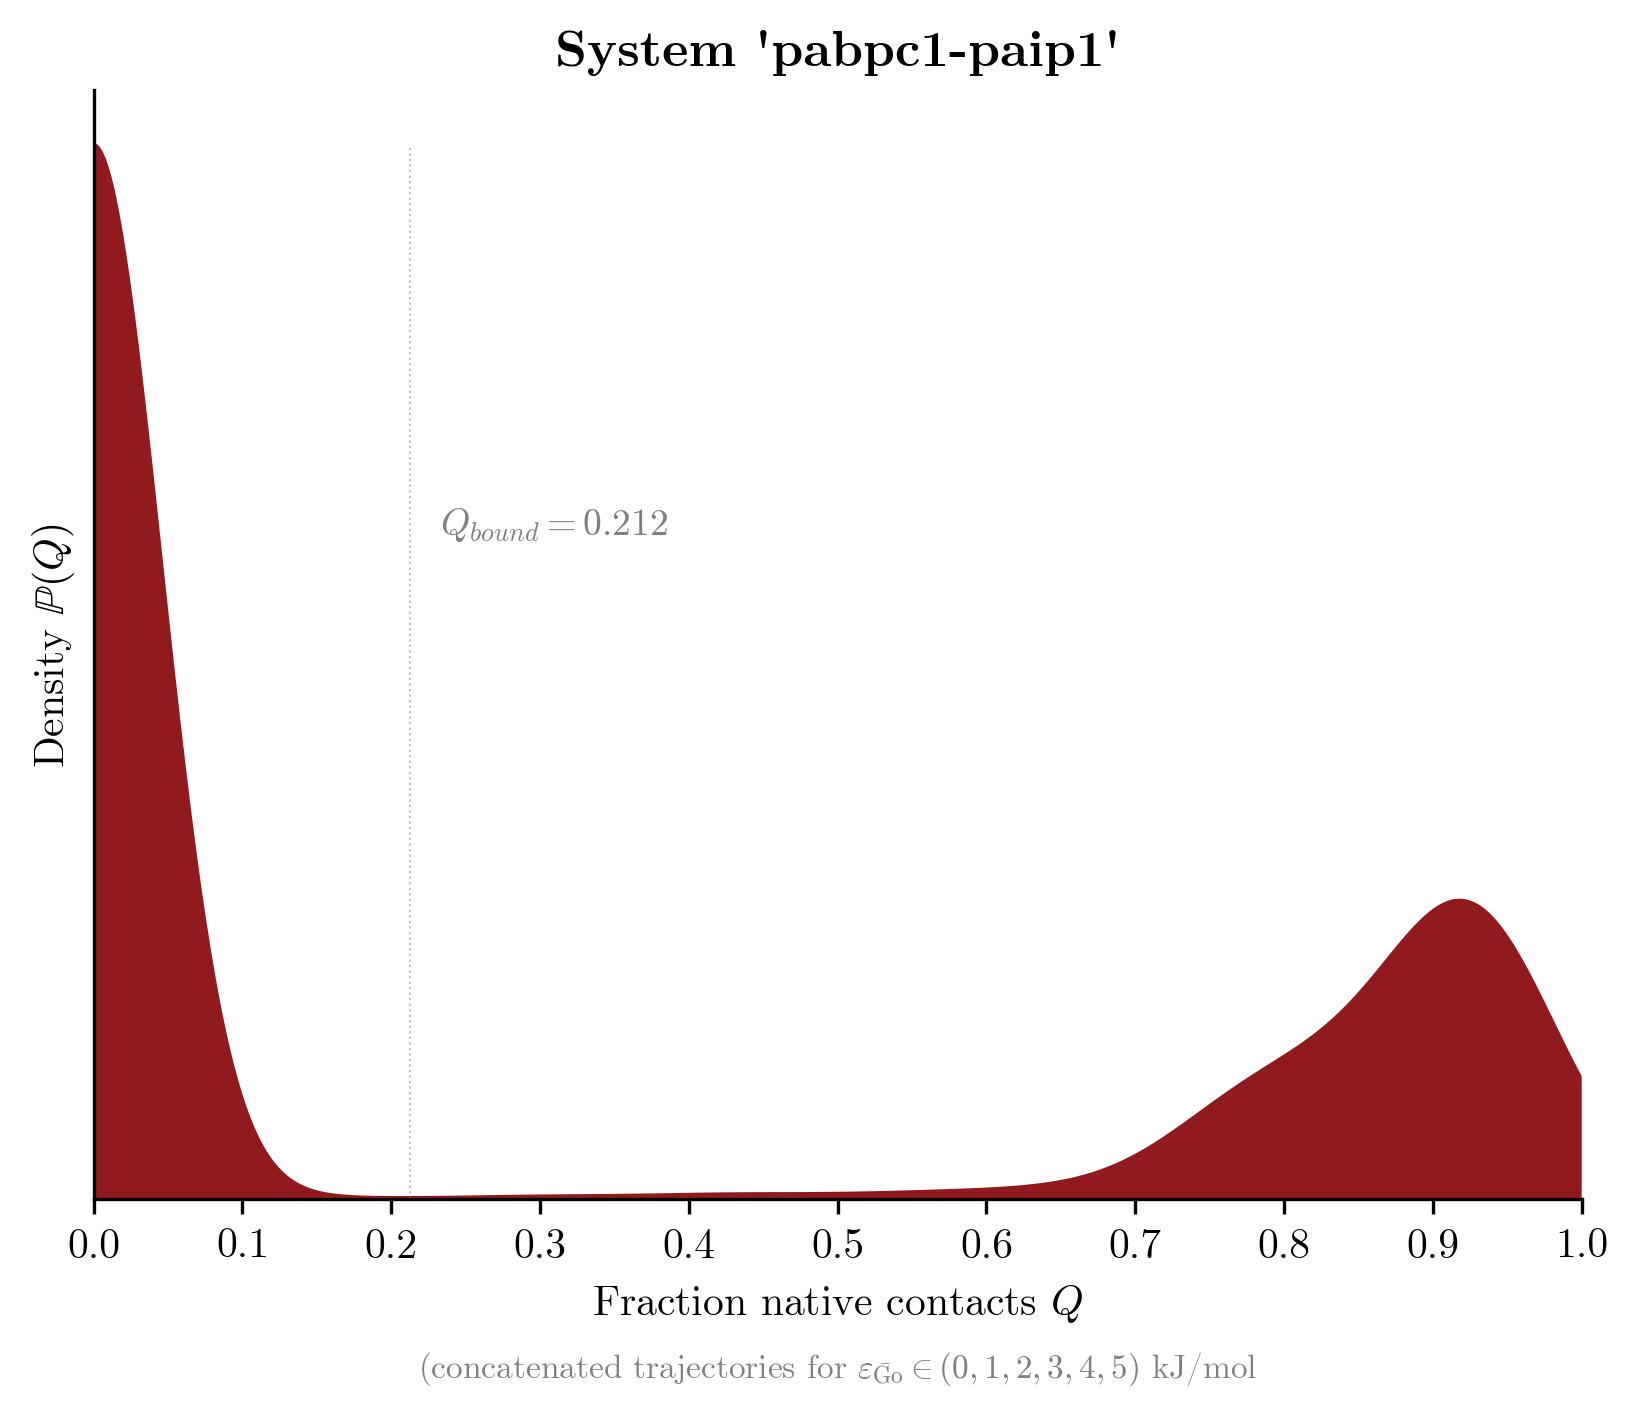 System 'pabpc1-paip1'
Density ℙ(Q)
Q_bound = 0.212
0.0 0.1 0.2 0.3 0.4 0.5 0.6 0.7 0.8 0.9 1.0
Fraction native contacts Q
(concatenated trajectories for ε_Ḡo ∈ (0, 1, 2, 3, 4, 5) kJ/mol